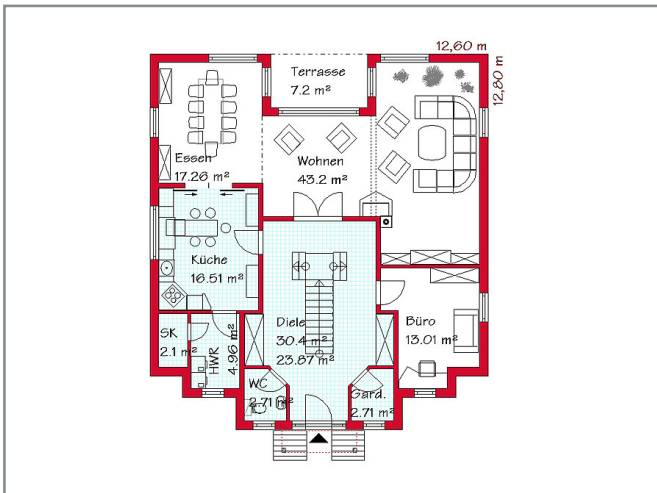 12,60 m
12,80 m
Terrasse
7.2 m²
Essen
17.26 m²
Wohnen
43.2 m²
Küche
16.51 m²
Diele
30.4 m²
23.87 m²
Büro
13.01 m²
SK
2.1 m²
HWR
4.96 m²
WC
2.71 m²
Gard.
2.71 m²